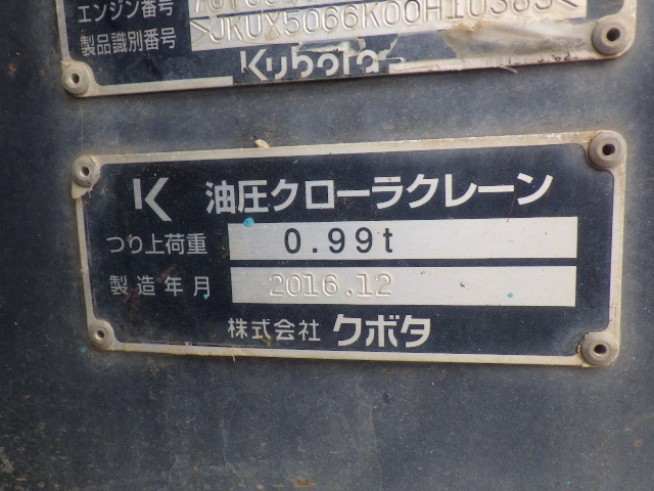 エンジン番号
製品識別番号 >JKUX5066K00H10385<
Kubota
油圧クローラクレーン
つり上荷重 0.99t
製造年月 2016.12
株式会社 クボタ